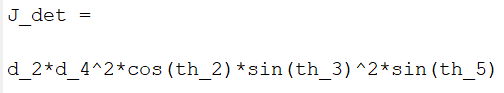 J_det =
d_2*d_4^2*cos(th_2)*sin(th_3)^2*sin(th_5)